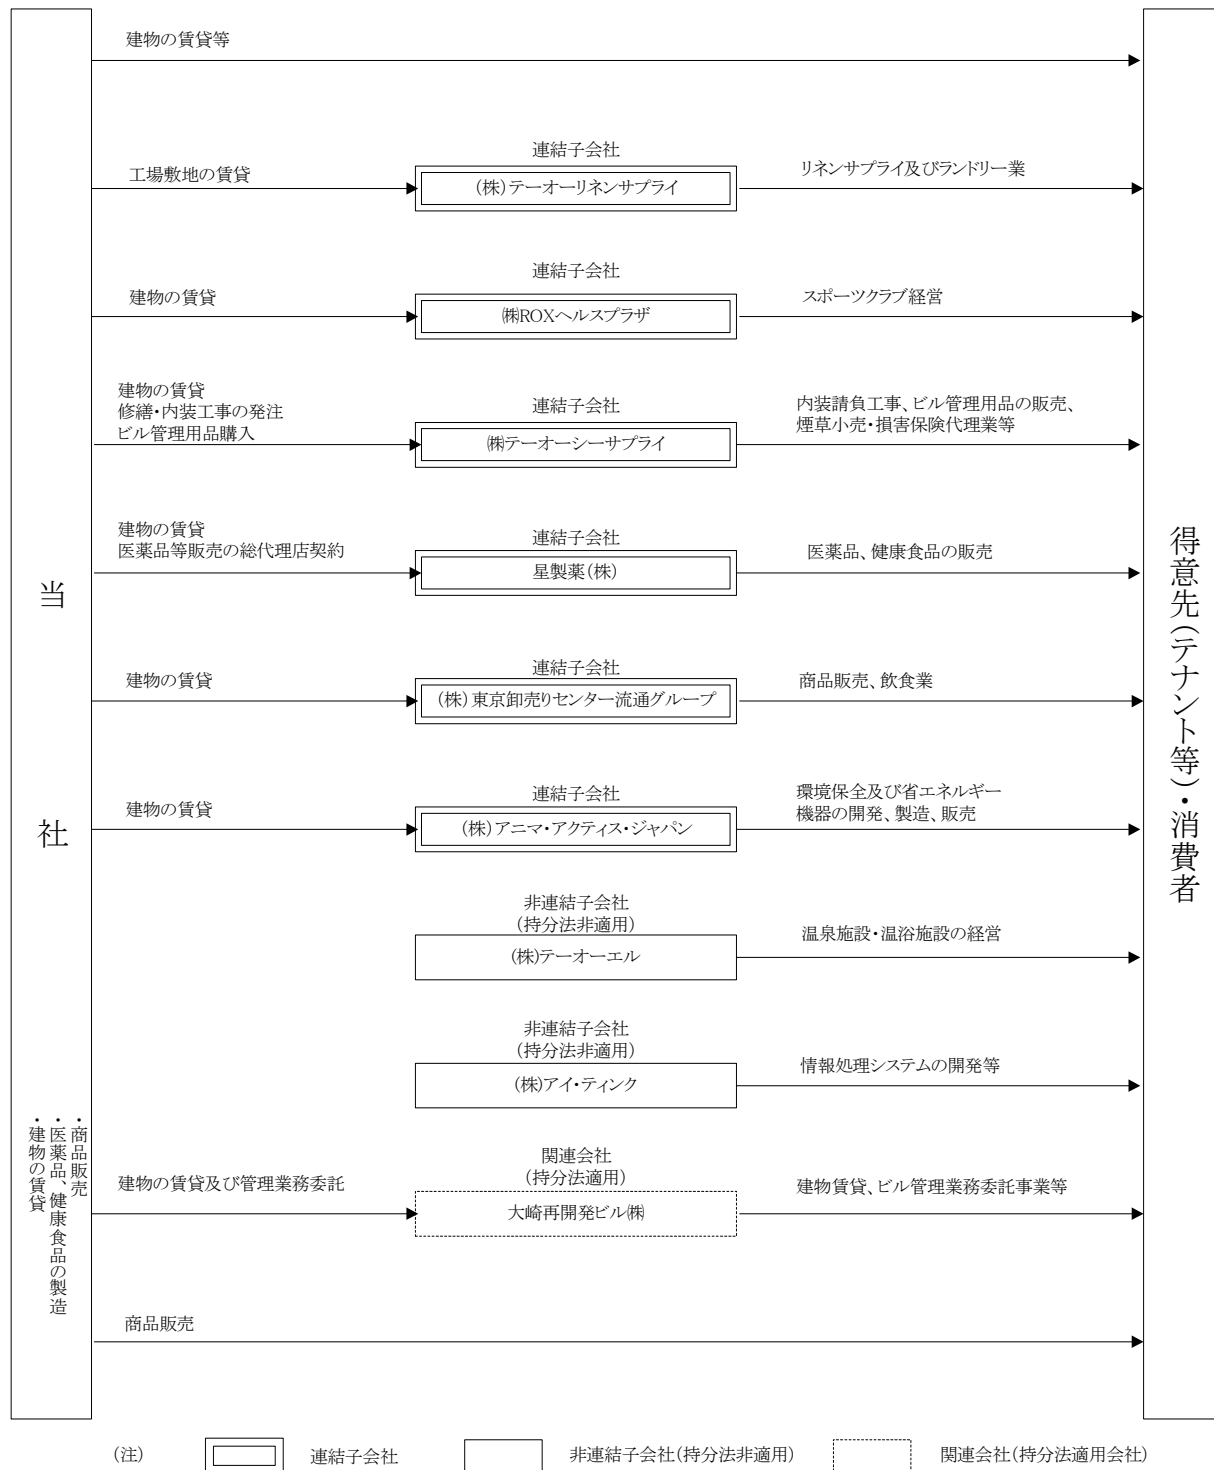 建物の賃貸等
連結子会社
工場敷地の賃貸
(株)テーオーリネンサプライ
リネンサプライ及びランドリー業
連結子会社
建物の賃貸
㈱ROXヘルスプラザ
スポーツクラブ経営
建物の賃貸
修繕・内装工事の発注
ビル管理用品購入
連結子会社
㈱テーオーシーサプライ
内装請負工事、ビル管理用品の販売、
煙草小売・損害保険代理業等
建物の賃貸
医薬品等販売の総代理店契約
連結子会社
星製薬(株)
医薬品、健康食品の販売
当社
得意先(テナント等)・消費者
連結子会社
建物の賃貸
(株)東京卸売りセンター流通グループ
商品販売、飲食業
連結子会社
建物の賃貸
(株)アニマ・アクティス・ジャパン
環境保全及び省エネルギー
機器の開発、製造、販売
非連結子会社
(持分法非適用)
(株)テーオーエル
温泉施設・温浴施設の経営
非連結子会社
(持分法非適用)
(株)アイ・ティンク
情報処理システムの開発等
・商品販売
・医薬品、健康食品の製造
・建物の賃貸
関連会社
(持分法適用)
建物の賃貸及び管理業務委託
大崎再開発ビル㈱
建物賃貸、ビル管理業務委託事業等
商品販売
(注)
連結子会社
非連結子会社(持分法非適用)
関連会社(持分法適用会社)